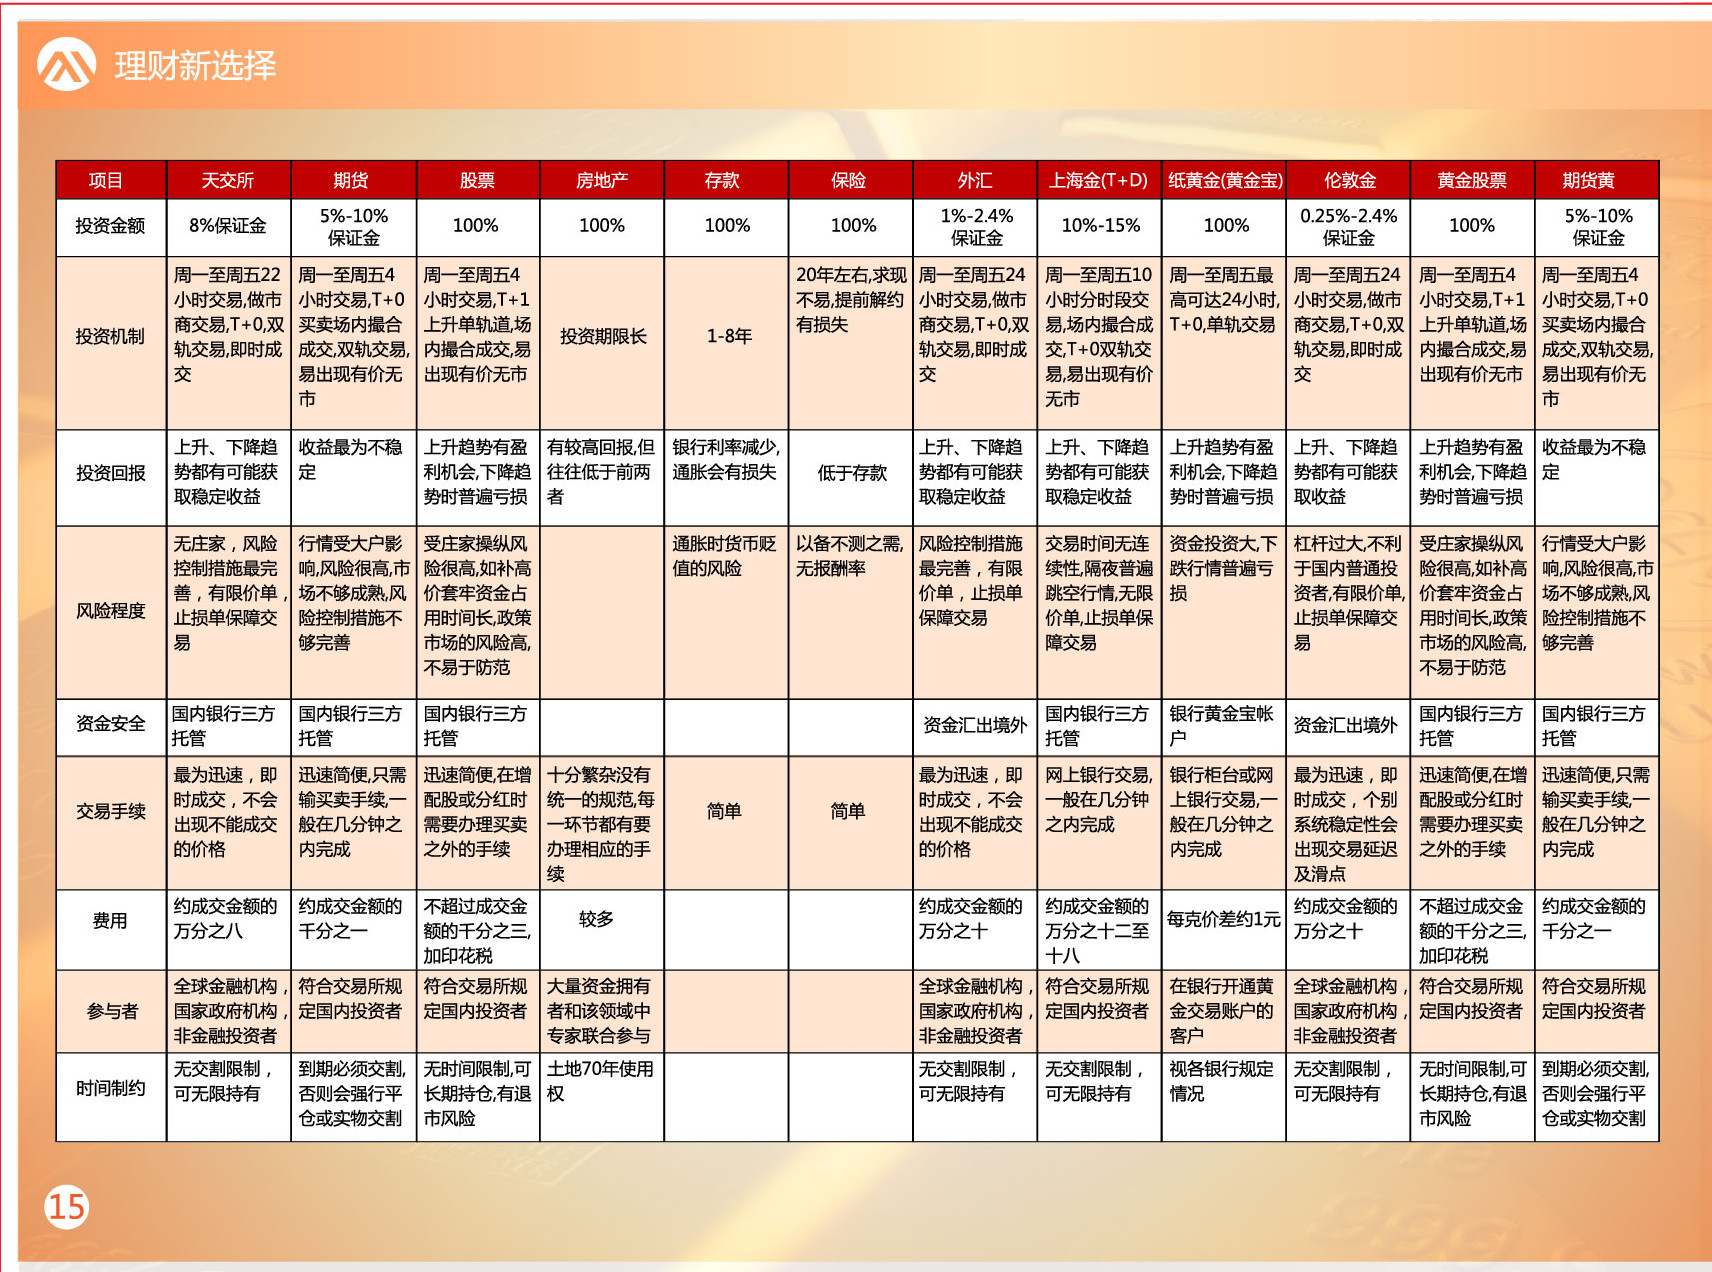 理财新选择
项目 天交所 期货 股票 房地产 存款 保险 外汇 上海金(T+D) 纸黄金(黄金宝) 伦敦金 黄金股票 期货黄
投资金额
8%保证金
5%-10%
保证金
100%
100%
100%
100%
1%-2.4%
保证金
10%-15%
100%
0.25%-2.4%
保证金
100%
5%-10%
保证金
投资机制
周一至周五22
小时交易,做市
商交易,T+0,双
轨交易,即时成
交
周一至周五4
小时交易,T+0
买卖场内撮合
成交,双轨交易,
易出现有价无
市
周一至周五4
小时交易,T+1
上升单轨道,场
内撮合成交,易
出现有价无市
投资期限长
1-8年
20年左右,求现
不易,提前解约
有损失
周一至周五24
小时交易,做市
商交易,T+0,双
轨交易,即时成
交
周一至周五10
小时分时段交
易,场内撮合成
交,T+0双轨交
易,易出现有价
无市
周一至周五最
高可达24小时,
T+0,单轨交易
周一至周五24
小时交易,做市
商交易,T+0,双
轨交易,即时成
交
周一至周五4
小时交易,T+1
上升单轨道,场
内撮合成交,易
出现有价无市
周一至周五4
小时交易,T+0
买卖场内撮合
成交,双轨交易,
易出现有价无
市
投资回报
上升、下降趋
势都有可能获
取稳定收益
收益最为不稳
定
上升趋势有盈
利机会,下降趋
势时普遍亏损
有较高回报,但
往往低于前两
者
银行利率减少,
通胀会有损失
低于存款
上升、下降趋
势都有可能获
取稳定收益
上升、下降趋
势都有可能获
取稳定收益
上升趋势有盈
利机会,下降趋
势时普遍亏损
上升、下降趋
势都有可能获
取收益
上升趋势有盈
利机会,下降趋
势时普遍亏损
收益最为不稳
定
风险程度
无庄家，风险
控制措施最完
善，有限价单，
止损单保障交
易
行情受大户影
响,风险很高,市
场不够成熟,风
险控制措施不
够完善
受庄家操纵风
险很高,如补高
价套牢资金占
用时间长,政策
市场的风险高,
不易于防范
通胀时货币贬
值的风险
以备不测之需,
无报酬率
风险控制措施
最完善，有限
价单，止损单
保障交易
交易时间无连
续性,隔夜普遍
跳空行情,无限
价单,止损单保
障交易
资金投资大,下
跌行情普遍亏
损
杠杆过大,不利
于国内普通投
资者,有限价单,
止损单保障交
易
受庄家操纵风
险很高,如补高
价套牢资金占
用时间长,政策
市场的风险高,
不易于防范
行情受大户影
响,风险很高,市
场不够成熟,风
险控制措施不
够完善
资金安全
国内银行三方
托管
国内银行三方
托管
国内银行三方
托管
资金汇出境外
国内银行三方
托管
银行黄金宝帐
户
资金汇出境外
国内银行三方
托管
国内银行三方
托管
交易手续
最为迅速，即
时成交，不会
出现不能成交
的价格
迅速简便,只需
输买卖手续,一
般在几分钟之
内完成
迅速简便,在增
配股或分红时
需要办理买卖
之外的手续
十分繁杂没有
统一的规范,每
一环节都有要
办理相应的手
续
简单
简单
最为迅速，即
时成交，不会
出现不能成交
的价格
网上银行交易,
一般在几分钟
之内完成
银行柜台或网
上银行交易,一
般在几分钟之
内完成
最为迅速，即
时成交，个别
系统稳定性会
出现交易延迟
及滑点
迅速简便,在增
配股或分红时
需要办理买卖
之外的手续
迅速简便,只需
输买卖手续,一
般在几分钟之
内完成
费用
约成交金额的
万分之八
约成交金额的
千分之一
不超过成交金
额的千分之三,
加印花税
较多
约成交金额的
万分之十
约成交金额的
万分之十二至
十八
每克价差约1元
约成交金额的
万分之十
不超过成交金
额的千分之三,
加印花税
约成交金额的
千分之一
参与者
全球金融机构，
国家政府机构，
非金融投资者
符合交易所规
定国内投资者
符合交易所规
定国内投资者
大量资金拥有
者和该领域中
专家联合参与
全球金融机构，
国家政府机构，
非金融投资者
符合交易所规
定国内投资者
在银行开通黄
金交易账户的
客户
全球金融机构，
国家政府机构，
非金融投资者
符合交易所规
定国内投资者
符合交易所规
定国内投资者
时间制约
无交割限制，
可无限持有
到期必须交割,
否则会强行平
仓或实物交割
无时间限制,可
长期持仓,有退
市风险
土地70年使用
权
无交割限制，
可无限持有
无交割限制，
可无限持有
视各银行规定
情况
无交割限制，
可无限持有
无时间限制,可
长期持仓,有退
市风险
到期必须交割,
否则会强行平
仓或实物交割
15